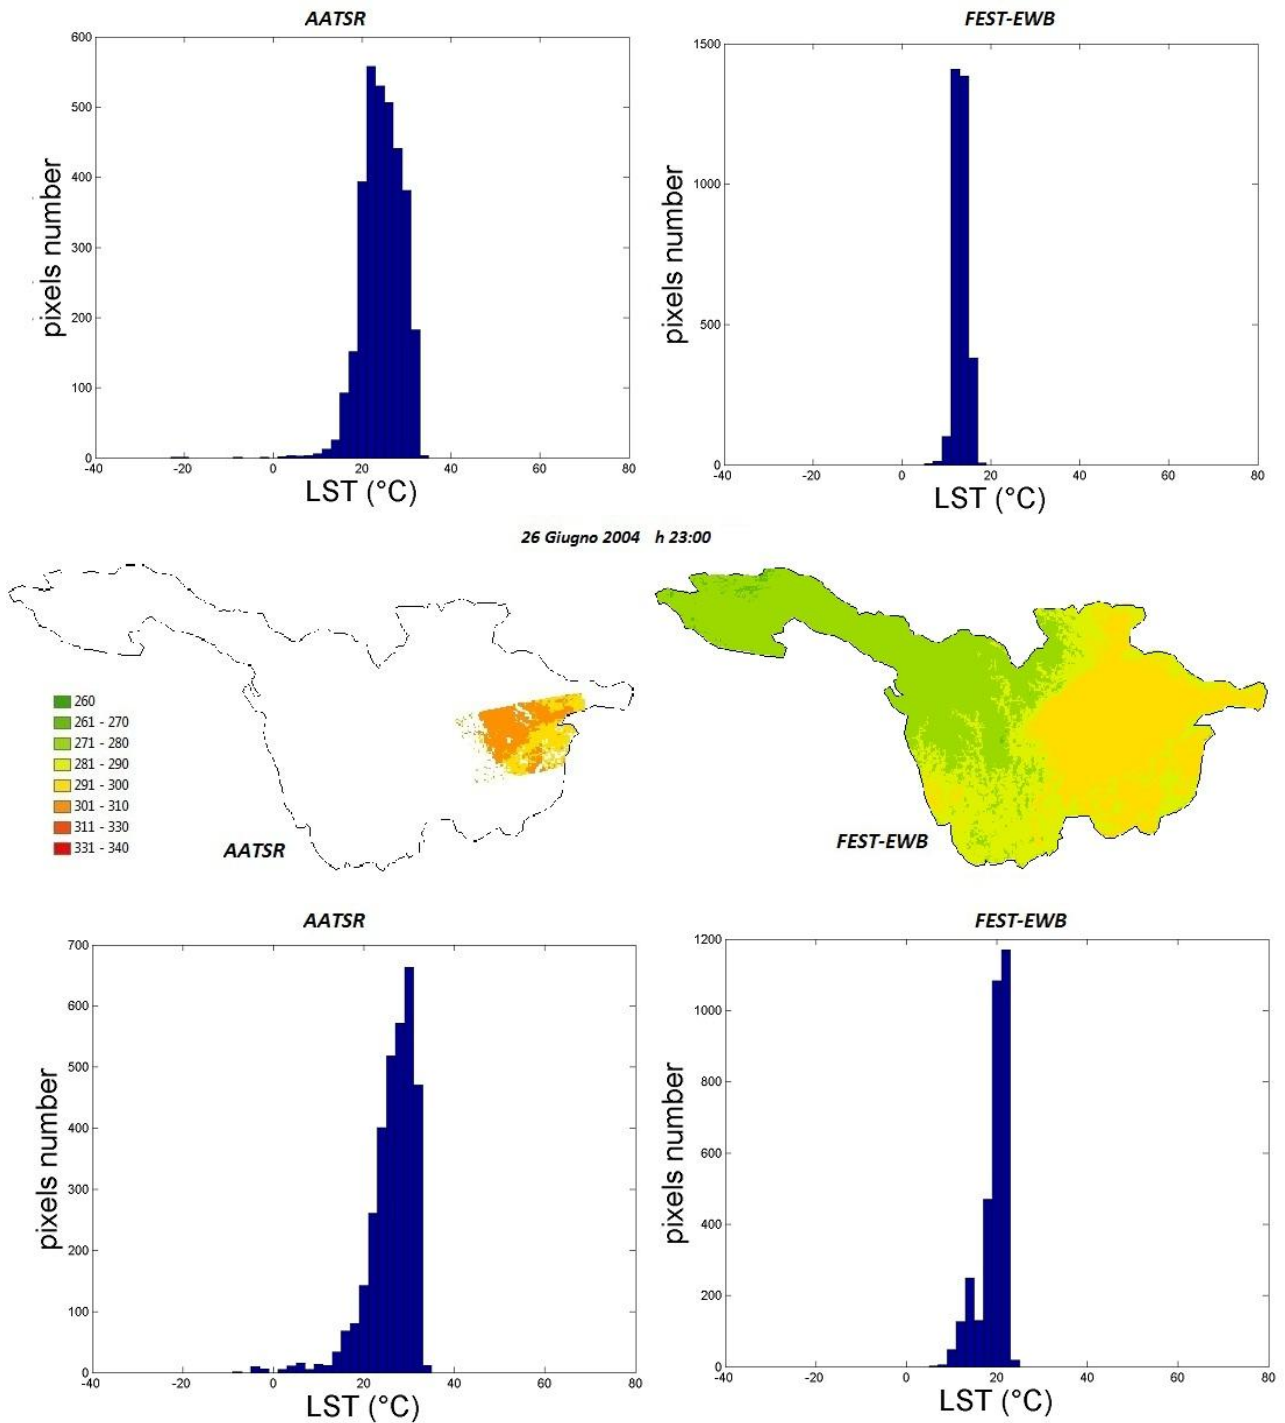 AATSR
FEST-EWB
600
500
400
300
200
100
0
pixels number
-40 -20 0 20 40 60 80
LST (°C)
1500
1000
500
0
pixels number
-40 -20 0 20 40 60 80
LST (°C)
26 Giugno 2004 h 23:00
260
261 - 270
271 - 280
281 - 290
291 - 300
301 - 310
311 - 330
331 - 340
AATSR
FEST-EWB
AATSR
FEST-EWB
700
600
500
400
300
200
100
0
pixels number
-40 -20 0 20 40 60 80
LST (°C)
1200
1000
800
600
400
200
0
pixels number
-40 -20 0 20 40 60 80
LST (°C)